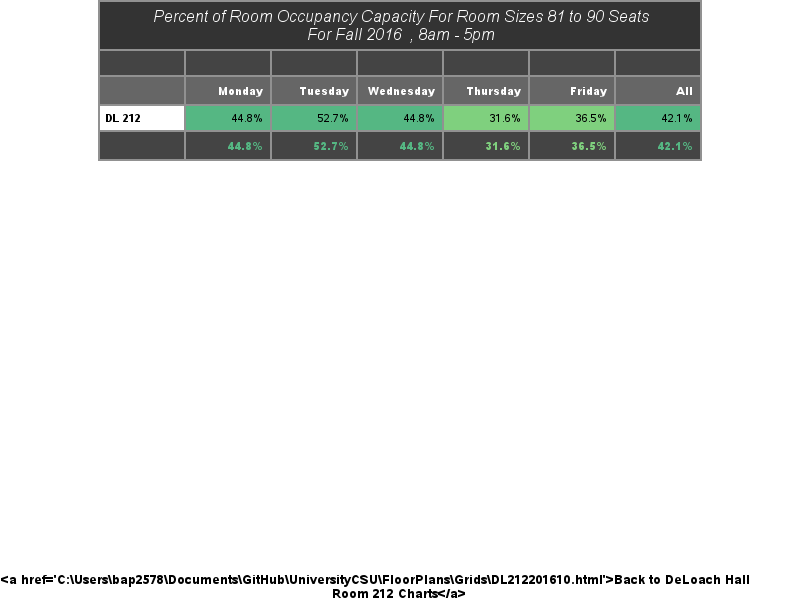 Percent of Room Occupancy Capacity For Room Sizes 81 to 90 Seats
For Fall 2016 , 8am - 5pm
Monday Tuesday Wednesday Thursday Friday All
DL 212 44.8% 52.7% 44.8% 31.6% 36.5% 42.1%
44.8% 52.7% 44.8% 31.6% 36.5% 42.1%
<a href='C:\Users\bap2578\Documents\GitHub\UniversityCSU\FloorPlans\Grids\DL212201610.html'>Back to DeLoach Hall
Room 212 Charts</a>